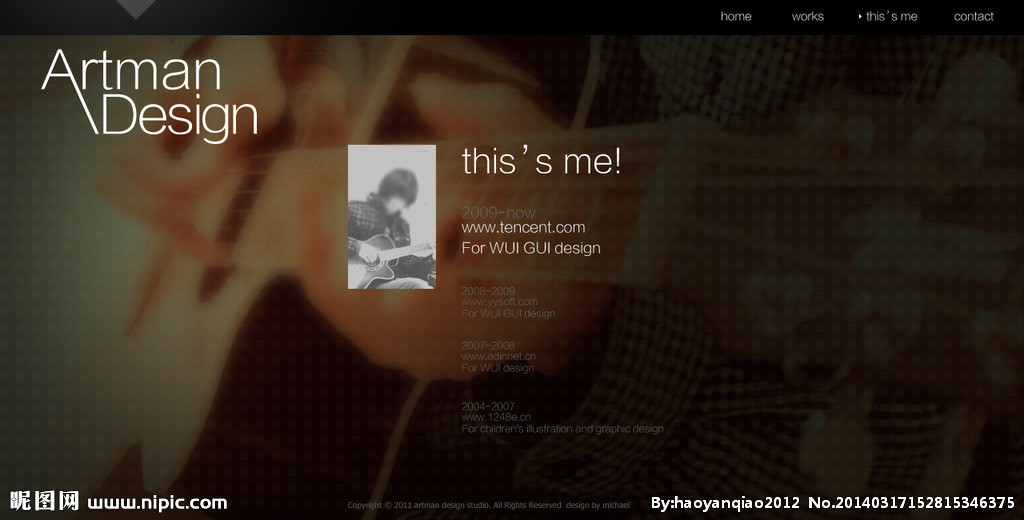 home works this's me contact
Artman
Design
this's me!
2009-now
www.tencent.com
For WUI GUI design
2008-2009
www.yysoft.com
For WUI GUI design
2007-2008
www.adinnet.cn
For WUI design
2004-2007
www.1248e.cn
For children's illustration and graphic design
Copyright © 2011 artman design studio. All Rights Reserved design by michael
昵图网 www.nipic.com
By:haoyanqiao2012 No.20140317152815346375